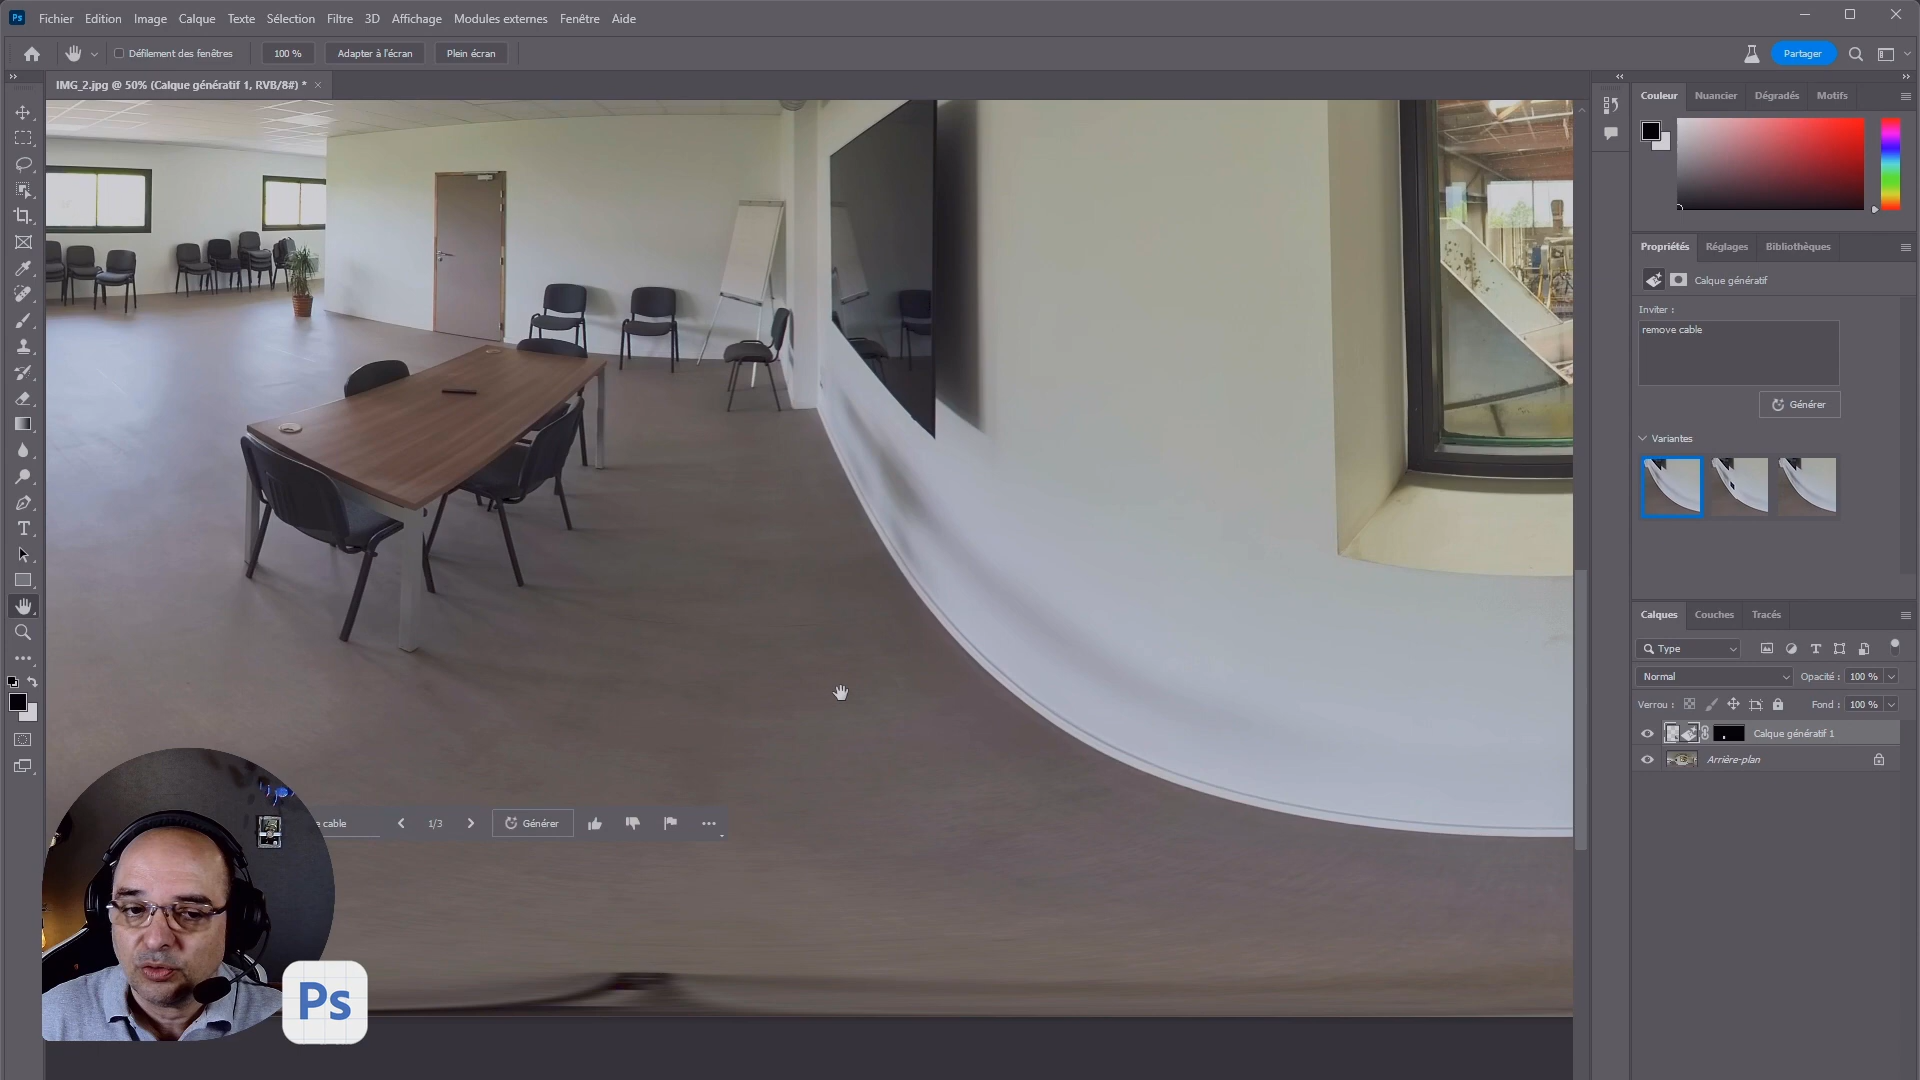 Ps
Fichier Edition Image Calque Texte Sélection Filtre 3D Affichage Modules externes Fenêtre Aide
Défilement des fenêtres 100 % Adapter à l'écran Plein écran Partager
IMG_2.jpg @ 50% (Calque génératif 1, RVB/8#) *
Couleur Nuancier Dégradés Motifs
Propriétés Réglages Bibliothèques
Calque génératif
Inviter :
remove cable
Générer
Variantes
Calques Couches Tracés
Type
Normal Opacité : 100 %
Verrou : Fond : 100 %
Calque génératif 1
Arrière-plan
cable 1/3 Générer
Ps